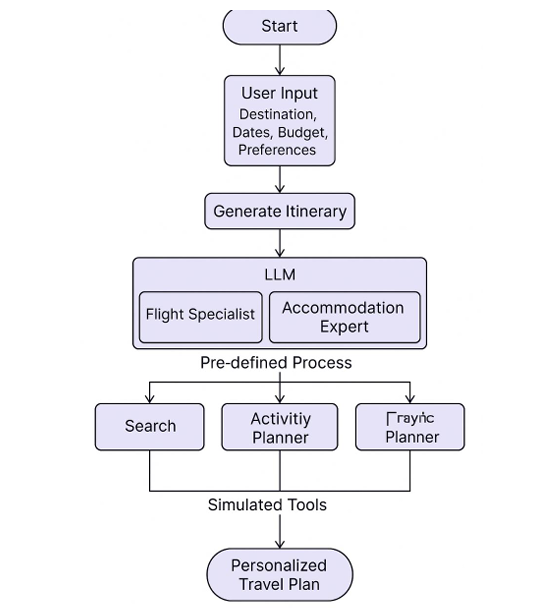 Start
User Input
Destination,
Dates, Budget,
Preferences
Generate Itinerary
LLM
Flight Specialist
Accommodation
Expert
Pre-defined Process
Search
Activitiy
Planner
Planner
Simulated Tools
Personalized
Travel Plan